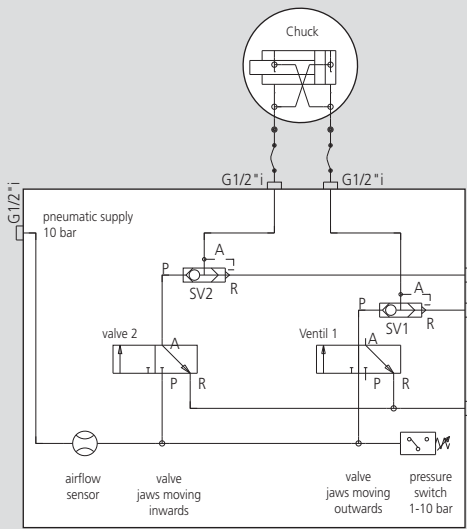 Chuck
G1/2"i
G1/2"i
G1/2"i
pneumatic supply
10 bar
A
P
R
SV2
A
P
R
SV1
valve 2
A
P
R
Ventil 1
A
P
R
airflow
sensor
valve
jaws moving
inwards
valve
jaws moving
outwards
pressure
switch
1-10 bar